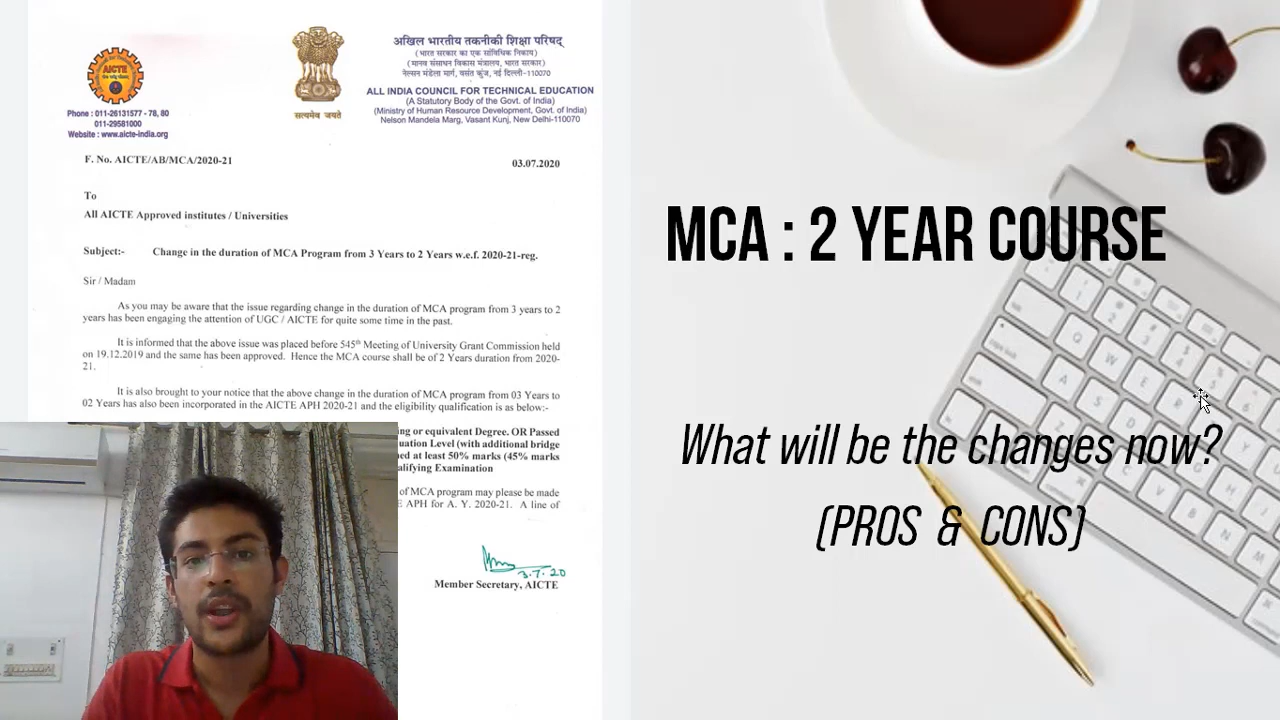 AICTE
Phone : 011-26131577 - 78, 80
011-29581000
Website : www.aicte-india.org
सत्यमेव जयते
अखिल भारतीय तकनीकी शिक्षा परिषद्
(भारत सरकार का एक सांविधिक निकाय)
(मानव संसाधन विकास मंत्रालय, भारत सरकार)
नेल्सन मंडेला मार्ग, वसंत कुंज, नई दिल्ली-110070
ALL INDIA COUNCIL FOR TECHNICAL EDUCATION
(A Statutory Body of the Govt. of India)
(Ministry of Human Resource Development, Govt. of India)
Nelson Mandela Marg, Vasant Kunj, New Delhi-110070
F. No. AICTE/AB/MCA/2020-21
03.07.2020
To
All AICTE Approved institutes / Universities
Subject:- Change in the duration of MCA Program from 3 Years to 2 Years w.e.f. 2020-21-reg.
Sir / Madam
As you may be aware that the issue regarding change in the duration of MCA program from 3 years to 2
years has been engaging the attention of UGC / AICTE for quite some time in the past.
It is informed that the above issue was placed before 545th Meeting of University Grant Commission held
on 19.12.2019 and the same has been approved. Hence the MCA course shall be of 2 Years duration from 2020-
21.
It is also brought to your notice that the above change in the duration of MCA program from 03 Years to
02 Years has also been incorporated in the AICTE APH 2020-21 and the eligibility qualification is as below:-
or equivalent Degree. OR Passed
Level (with additional bridge
at least 50% marks (45% marks
Examination
of MCA program may please be made
APH for A. Y. 2020-21. A line of
3.7.20
Member Secretary, AICTE
MCA : 2 YEAR COURSE
What will be the changes now?
(PROS & CONS)